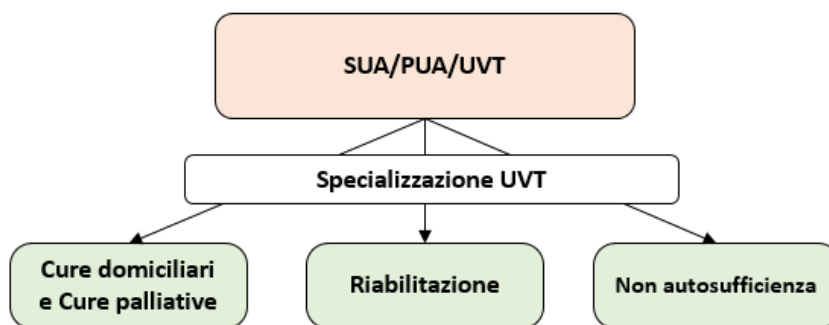 SUA/PUA/UVT
Specializzazione UVT
Cure domiciliari
e Cure palliative
Riabilitazione
Non autosufficienza